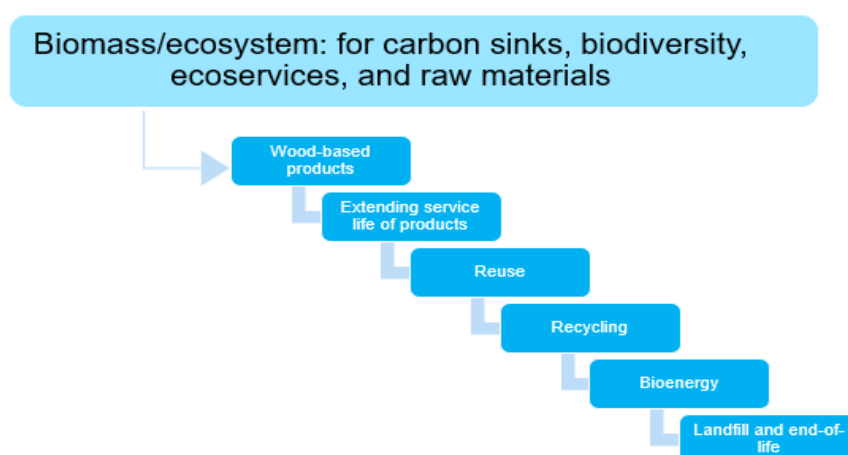 Biomass/ecosystem: for carbon sinks, biodiversity,
ecoservices, and raw materials
Wood-based
products
Extending service
life of products
Reuse
Recycling
Bioenergy
Landfill and end-of-
life